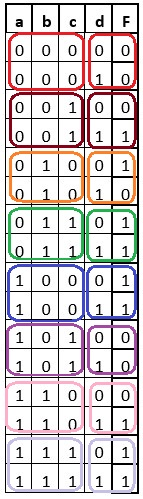 a b c d F
0 0 0 0 0
0 0 0 1 0
0 0 1 0 0
0 0 1 1 1
0 1 0 0 1
0 1 0 1 0
0 1 1 0 1
0 1 1 1 1
1 0 0 0 1
1 0 0 1 1
1 0 1 0 0
1 0 1 1 0
1 1 0 0 0
1 1 0 1 1
1 1 1 0 1
1 1 1 1 1